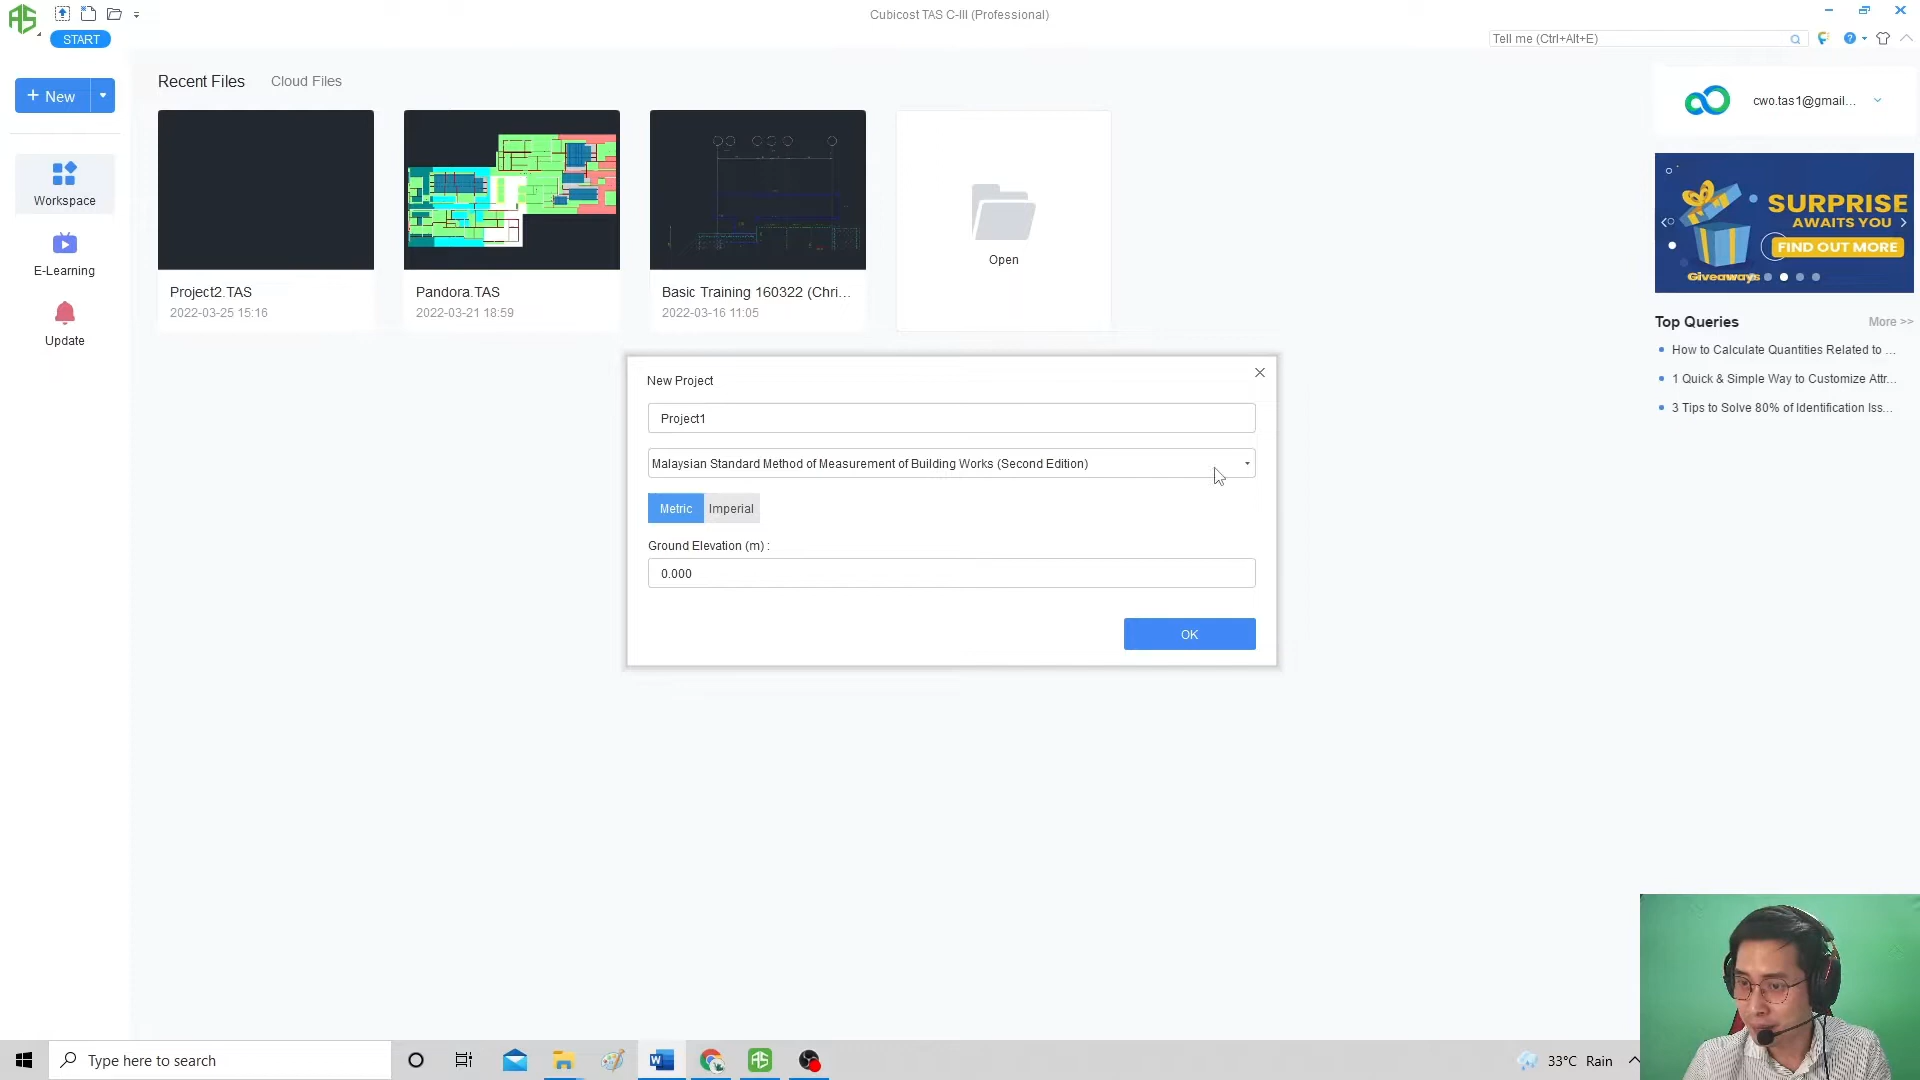 Cubicost TAS C-III (Professional)
START
Tell me (Ctrl+Alt+E)
New
Recent Files
Cloud Files
cwo.tas1@gmail...
Workspace
E-Learning
Update
Project2.TAS
2022-03-25 15:16
Pandora.TAS
2022-03-21 18:59
Basic Training 160322 (Chri...
2022-03-16 11:05
Open
SURPRISE
AWAITS YOU
FIND OUT MORE
Giveaways
Top Queries
More >>
How to Calculate Quantities Related to ...
1 Quick & Simple Way to Customize Attr...
3 Tips to Solve 80% of Identification Iss...
New Project
Project1
Malaysian Standard Method of Measurement of Building Works (Second Edition)
Metric
Imperial
Ground Elevation (m) :
0.000
OK
Type here to search
33°C Rain